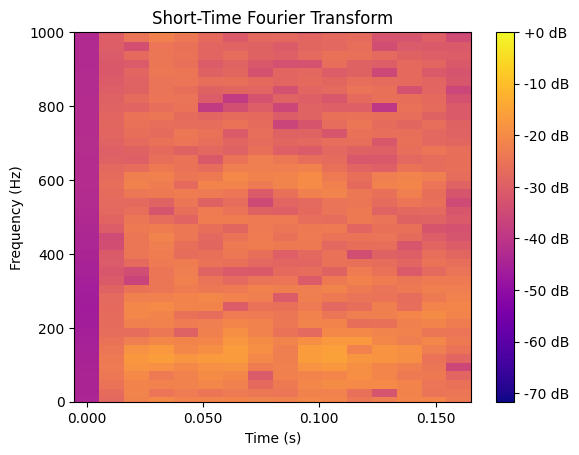 Short-Time Fourier Transform
1000
800
600
400
200
0
Frequency (Hz)
0.000
0.050
0.100
0.150
Time (s)
+0 dB
-10 dB
-20 dB
-30 dB
-40 dB
-50 dB
-60 dB
-70 dB